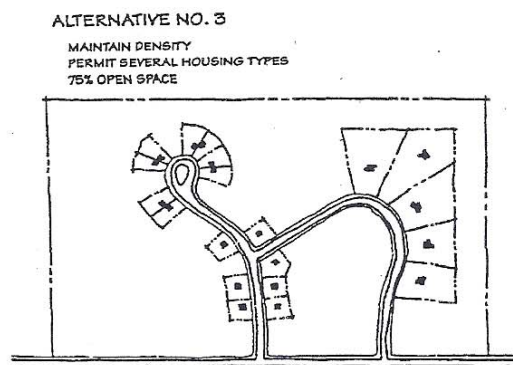 ALTERNATIVE NO. 3
MAINTAIN DENSITY
PERMIT SEVERAL HOUSING TYPES
75% OPEN SPACE